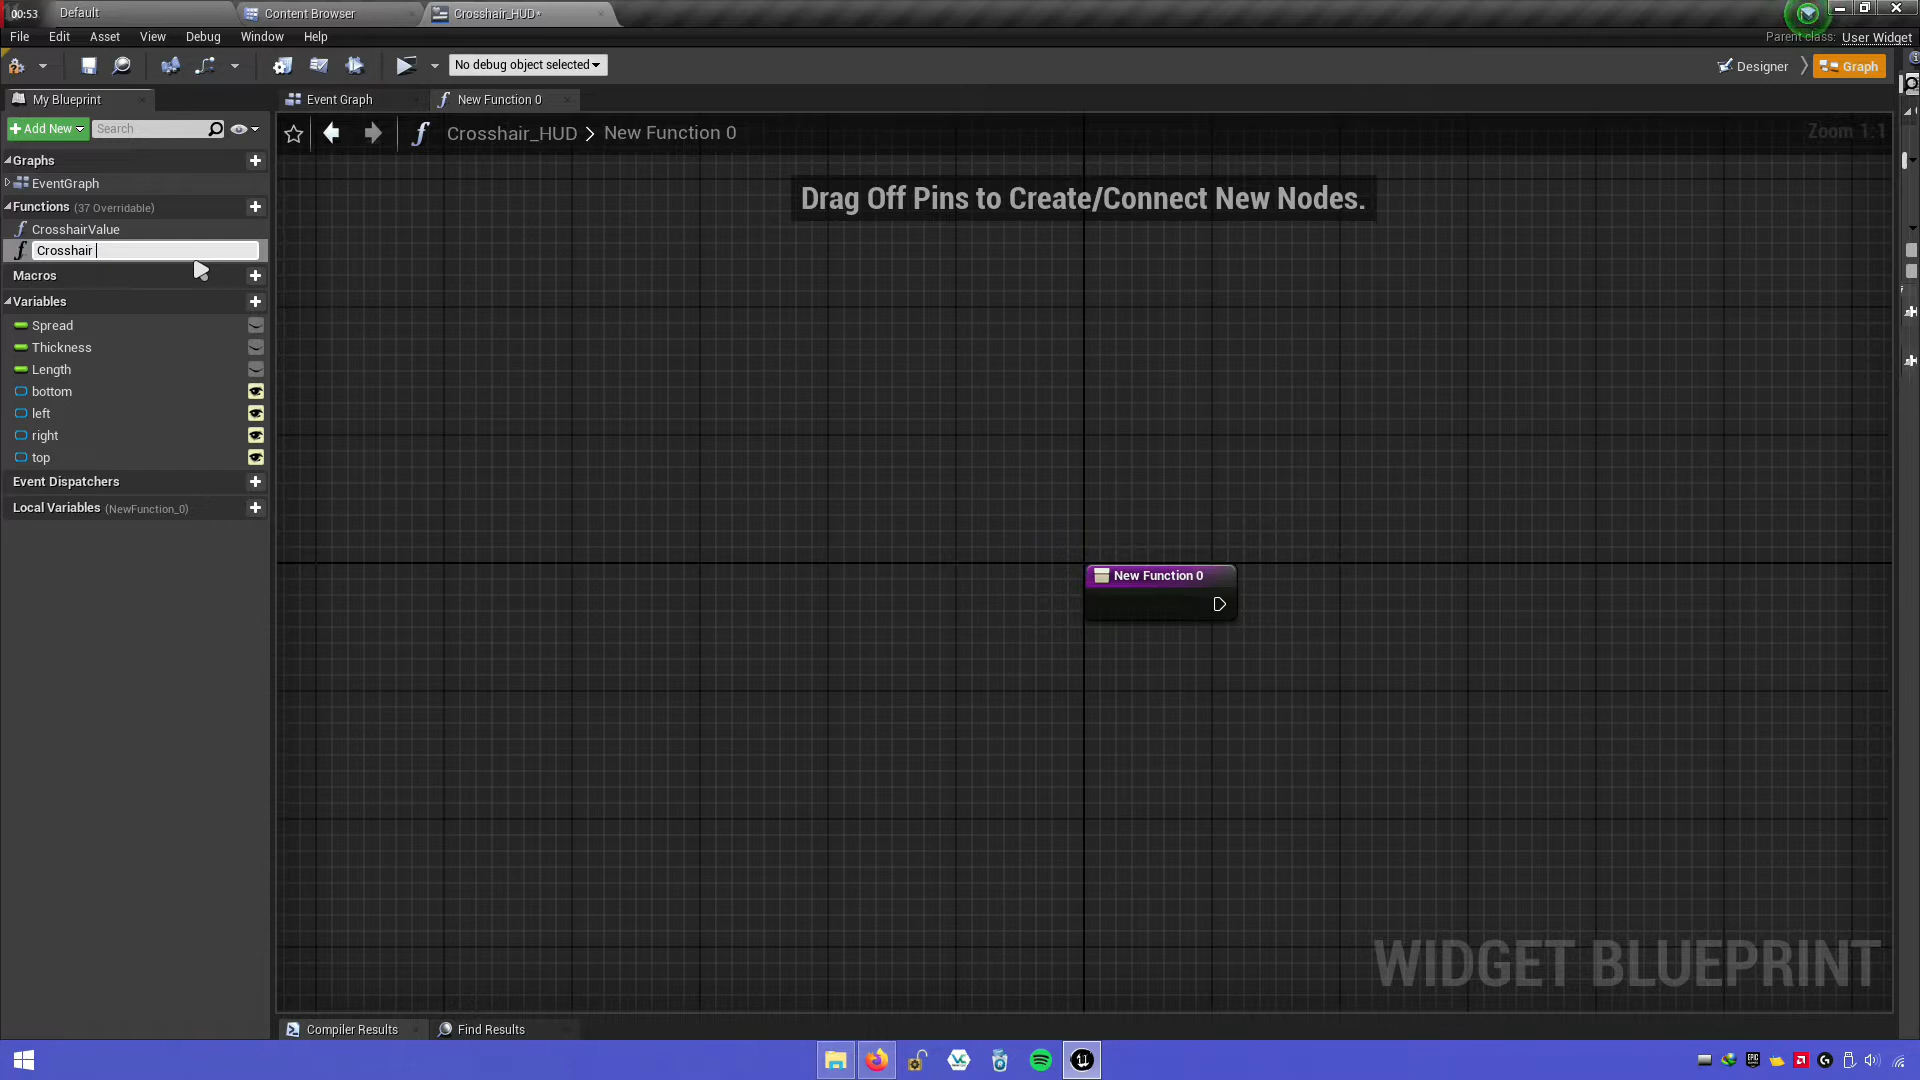 00:53
Default
Content Browser
Crosshair_HUD*
File Edit Asset View Debug Window Help
Parent class: User Widget
No debug object selected
Designer
Graph
My Blueprint
Event Graph
New Function 0
Add New
Search
Crosshair_HUD > New Function 0
Zoom 1:1
Graphs
EventGraph
Functions (37 Overridable)
CrosshairValue
Crosshair
Macros
Variables
Spread
Thickness
Length
bottom
left
right
top
Event Dispatchers
Local Variables (NewFunction_0)
Drag Off Pins to Create/Connect New Nodes.
New Function 0
WIDGET BLUEPRINT
Compiler Results
Find Results